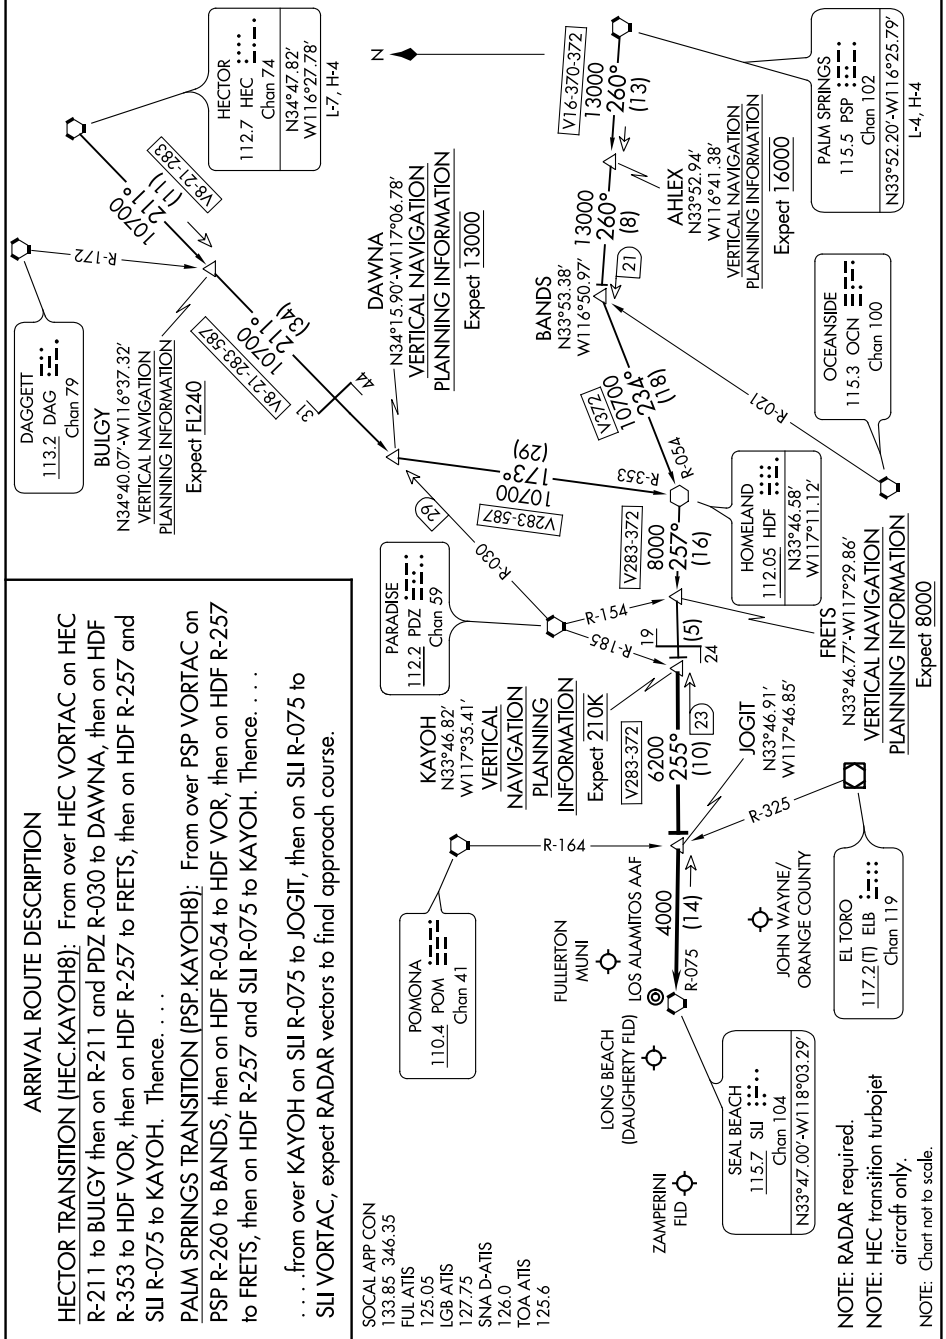 ARRIVAL ROUTE DESCRIPTION
HECTOR TRANSITION (HEC.KAYOH8): From over HEC VORTAC on HEC
R-211 to BULGY then on R-211 and PDZ R-030 to DAWNA, then on HDF
R-353 to HDF VOR, then on HDF R-257 to FRETS, then on HDF R-257 and
SLI R-075 to KAYOH. Thence. . . .
PALM SPRINGS TRANSITION (PSP.KAYOH8): From over PSP VORTAC on
PSP R-260 to BANDS, then on HDF R-054 to HDF VOR, then on HDF R-257
to FRETS, then on HDF R-257 and SLI R-075 to KAYOH. Thence. . . .
. . . .from over KAYOH on SLI R-075 to JOGIT, then on SLI R-075 to
SLI VORTAC, expect RADAR vectors to final approach course.
SOCAL APP CON
133.85 346.35
FUL ATIS
125.05
LGB ATIS
127.75
SNA D-ATIS
126.0
TOA ATIS
125.6
DAGGETT
113.2 DAG
Chan 79
R-172
HECTOR
112.7 HEC
Chan 74
N34°47.82'
W116°27.78'
L-7, H-4
V8-21-283
10700
211°
(11)
BULGY
N34°40.07'-W116°37.32'
VERTICAL NAVIGATION
PLANNING INFORMATION
Expect FL240
V8-21-283-587
10700
211°
(34)
31
44
N
DAWNA
N34°15.90'-W117°06.78'
VERTICAL NAVIGATION
PLANNING INFORMATION
Expect 13000
V283-587
10700
173°
(29)
R-353
29
R-030
PARADISE
112.2 PDZ
Chan 59
R-154
R-185
V16-370-372
13000
260°
(13)
PALM SPRINGS
115.5 PSP
Chan 102
N33°52.20'-W116°25.79'
L-4, H-4
AHLEX
N33°52.94'
W116°41.38'
VERTICAL NAVIGATION
PLANNING INFORMATION
Expect 16000
13000
260°
(8)
21
BANDS
N33°53.38'
W116°50.97'
V372
10700
234°
(18)
R-054
R-021
OCEANSIDE
115.3 OCN
Chan 100
HOMELAND
112.05 HDF
N33°46.58'
W117°11.12'
V283-372
8000
257°
(16)
FRETS
N33°46.77'-W117°29.86'
VERTICAL NAVIGATION
PLANNING INFORMATION
Expect 8000
19
24
(5)
KAYOH
N33°46.82'
W117°35.41'
VERTICAL
NAVIGATION
PLANNING
INFORMATION
Expect 210K
V283-372
6200
255°
(10)
23
JOGIT
N33°46.91'
W117°46.85'
POMONA
110.4 POM
Chan 41
R-164
R-325
EL TORO
117.2(T) ELB
Chan 119
4000
(14)
R-075
FULLERTON
MUNI
LOS ALAMITOS AAF
JOHN WAYNE/
ORANGE COUNTY
LONG BEACH
(DAUGHERTY FLD)
SEAL BEACH
115.7 SLI
Chan 104
N33°47.00'-W118°03.29'
ZAMPERINI
FLD
NOTE: RADAR required.
NOTE: HEC transition turbojet
aircraft only.
NOTE: Chart not to scale.